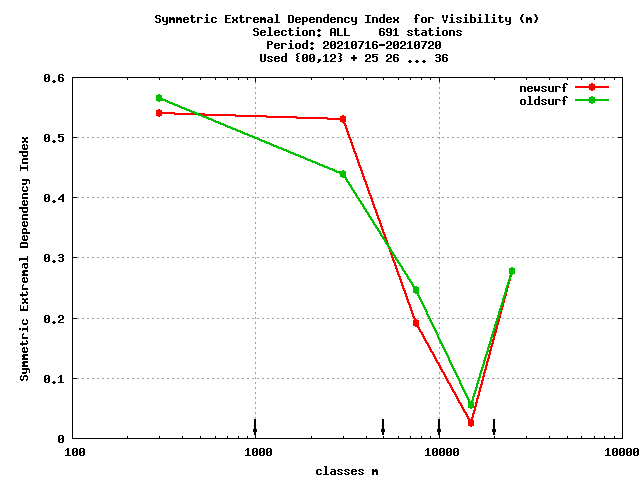 Symmetric Extremal Dependency Index  for Visibility (m)
Selection: ALL    691 stations
Period: 20210716-20210720
Used {00,12} + 25 26 ... 36
newsurf
oldsurf
Symmetric Extremal Dependency Index
0.6
0.5
0.4
0.3
0.2
0.1
0
100
1000
10000
10000
classes m